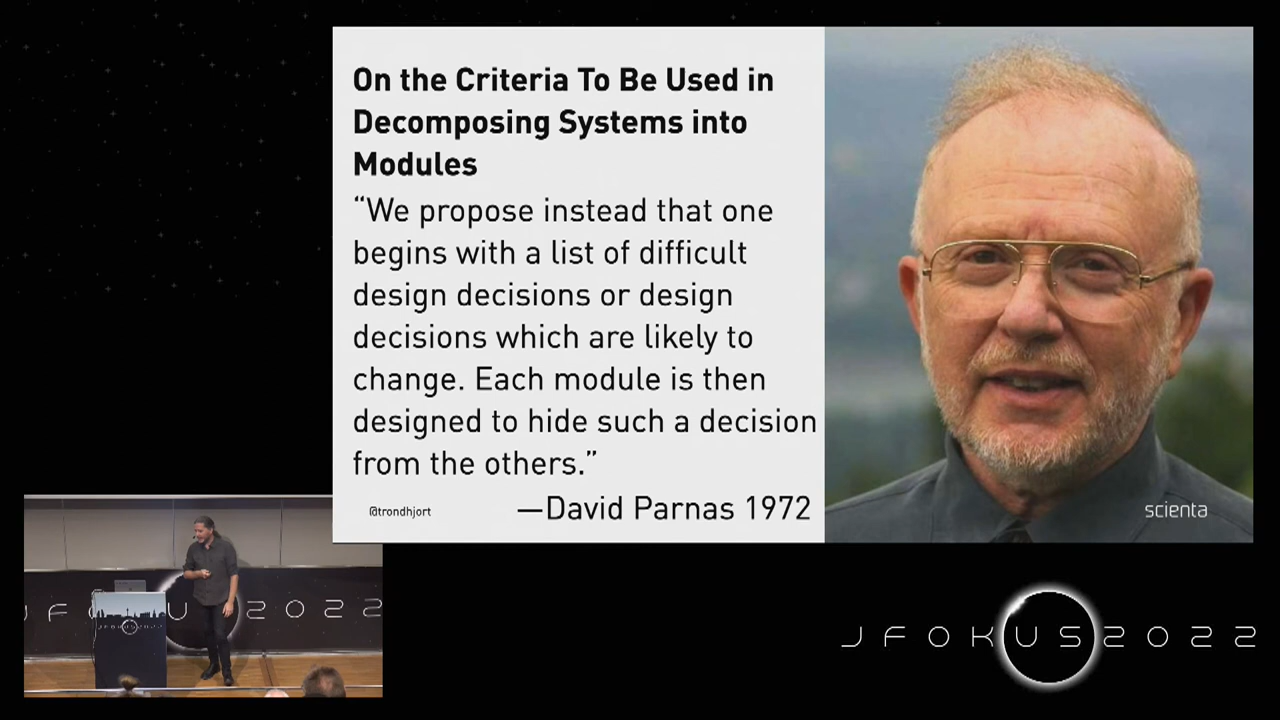 On the Criteria To Be Used in
Decomposing Systems into
Modules
“We propose instead that one
begins with a list of difficult
design decisions or design
decisions which are likely to
change. Each module is then
designed to hide such a decision
from the others.”
—David Parnas 1972
@trondhjort
scienta
JFOKUS2022
JFOKUS2022